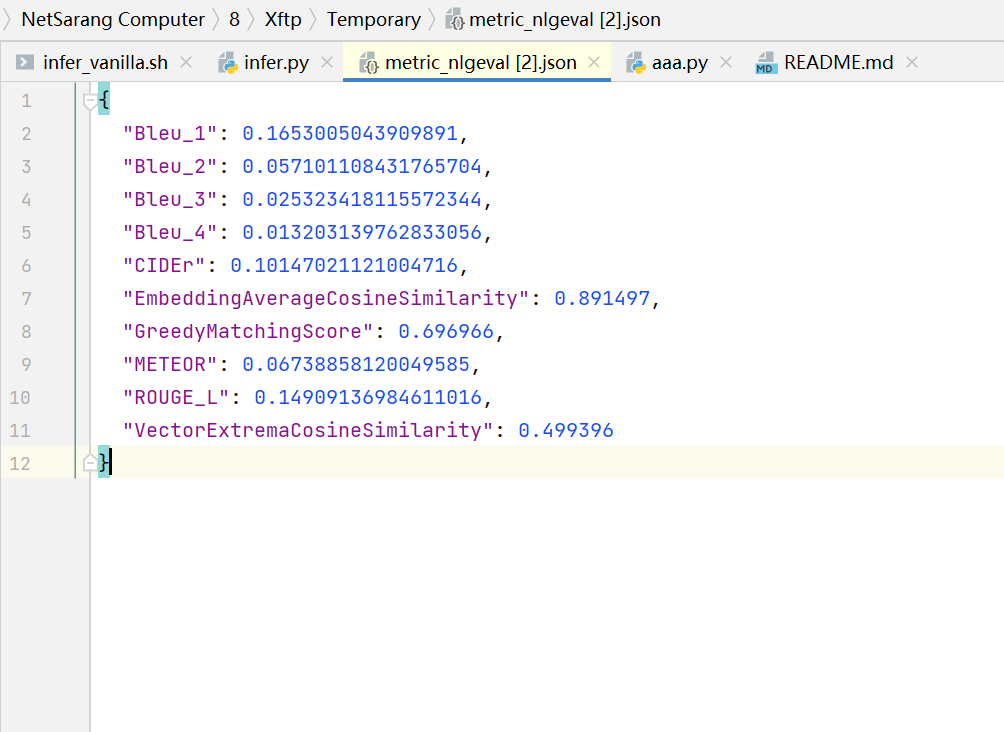 NetSarang Computer 〉 8 〉 Xftp 〉 Temporary 〉 metric_nlgeval [2].json
infer_vanilla.sh × infer.py × metric_nlgeval [2].json × aaa.py × MD README.md ×
1 {
2 "Bleu_1": 0.1653005043909891,
3 "Bleu_2": 0.057101108431765704,
4 "Bleu_3": 0.025323418115572344,
5 "Bleu_4": 0.013203139762833056,
6 "CIDEr": 0.10147021121004716,
7 "EmbeddingAverageCosineSimilarity": 0.891497,
8 "GreedyMatchingScore": 0.696966,
9 "METEOR": 0.06738858120049585,
10 "ROUGE_L": 0.14909136984611016,
11 "VectorExtremaCosineSimilarity": 0.499396
12 }